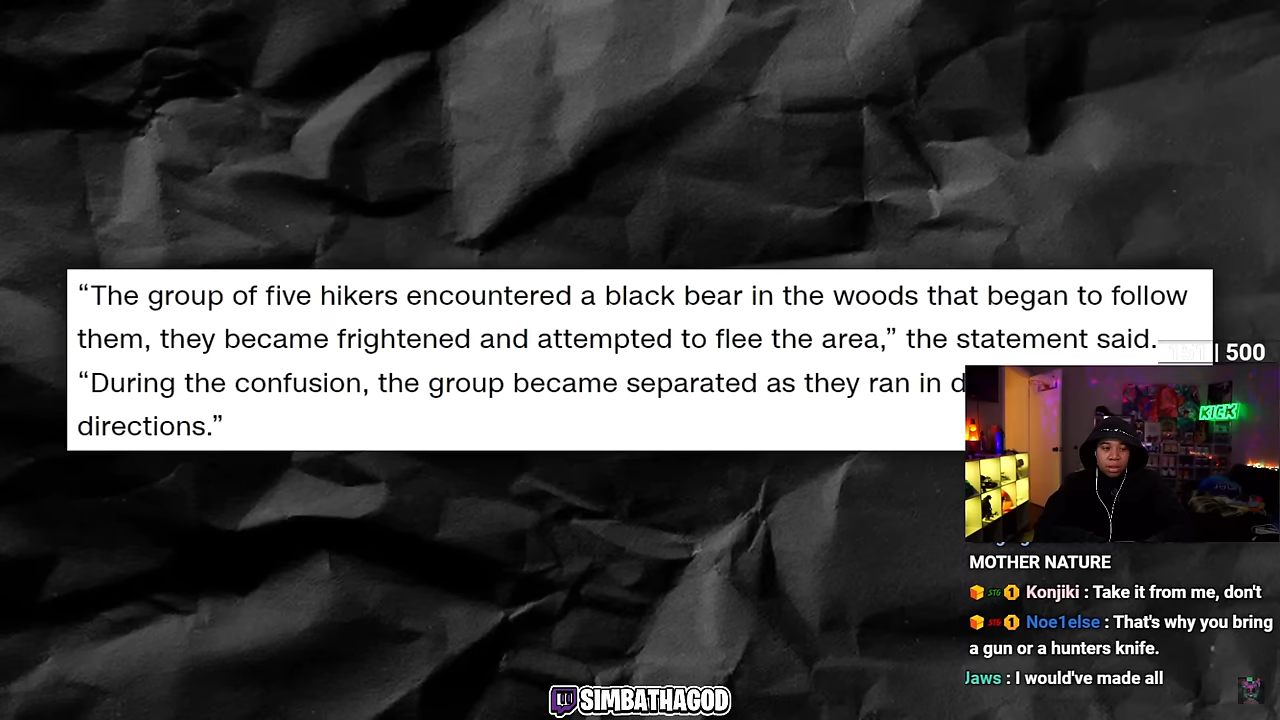 “The group of five hikers encountered a black bear in the woods that began to follow
them, they became frightened and attempted to flee the area,” the statement said.
“During the confusion, the group became separated as they ran in
directions.”
| 500
KICK
MOTHER NATURE
Konjiki : Take it from me, don't
Noe1else : That's why you bring
a gun or a hunters knife.
Jaws : I would've made all
SIMBATHAGOD